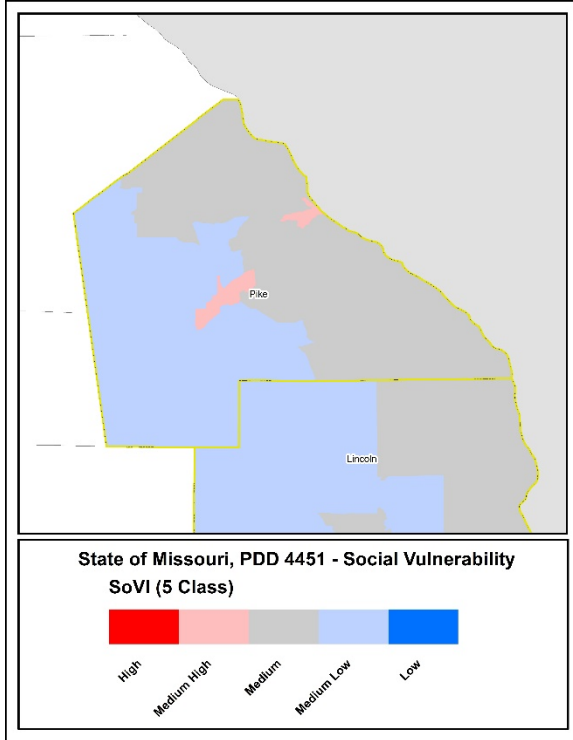 Pike
Lincoln
State of Missouri, PDD 4451 - Social Vulnerability
SoVI (5 Class)
High
Medium High
Medium
Medium Low
Low